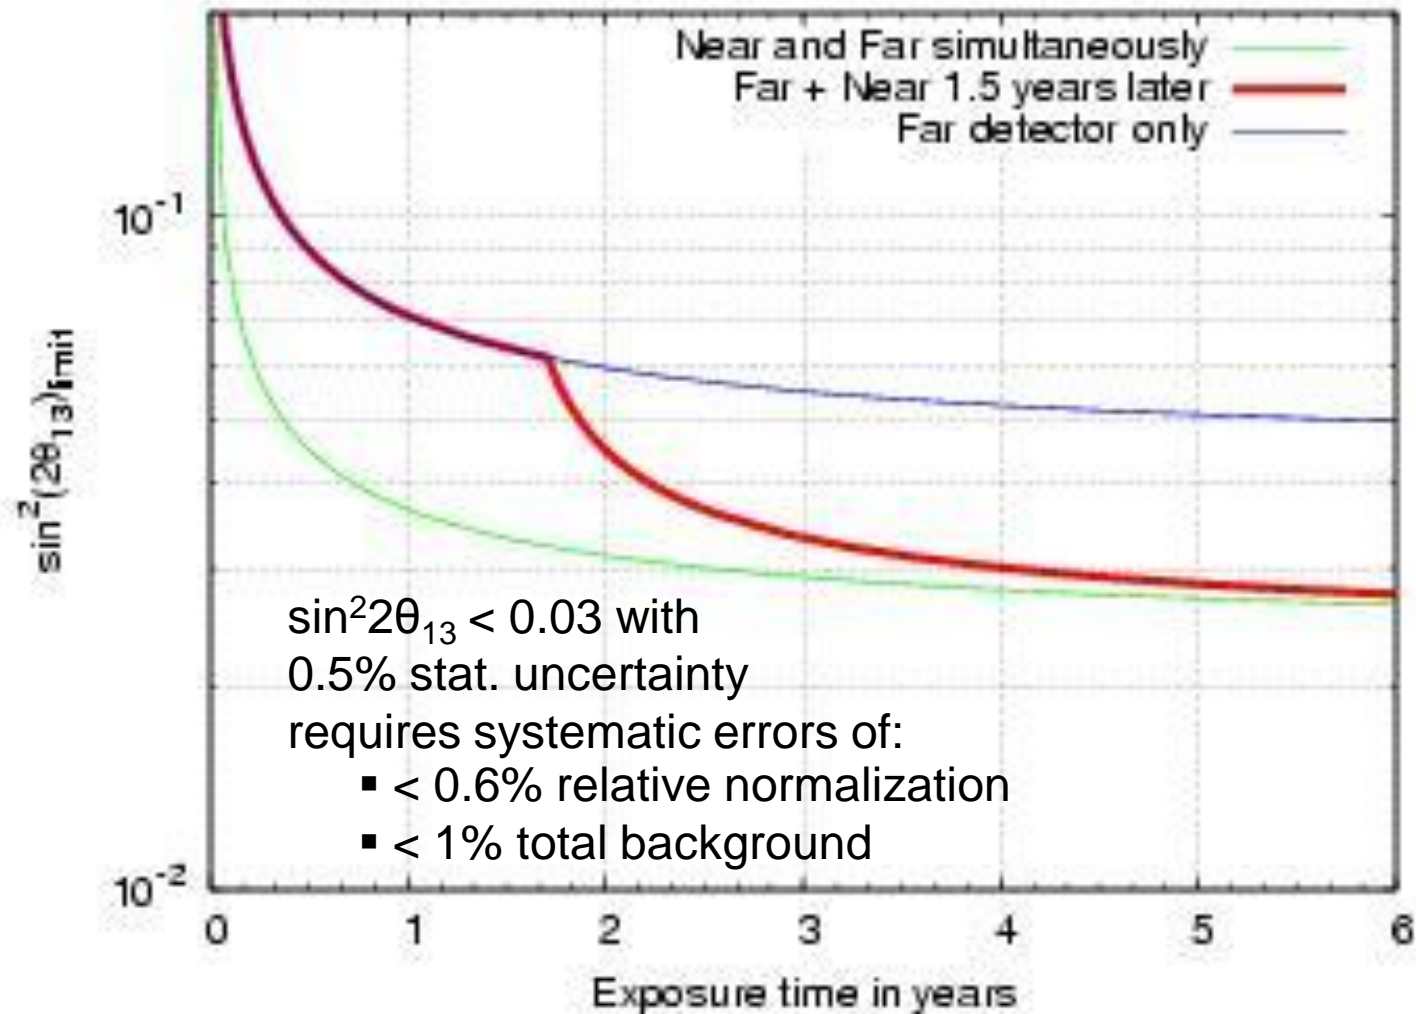 Near and Far simultaneously
Far + Near 1.5 years later
Far detector only
10⁻¹
10⁻²
sin²(2θ₁₃)limit
sin²2θ₁₃ < 0.03 with
0.5% stat. uncertainty
requires systematic errors of:
▪ < 0.6% relative normalization
▪ < 1% total background
0 1 2 3 4 5 6
Exposure time in years